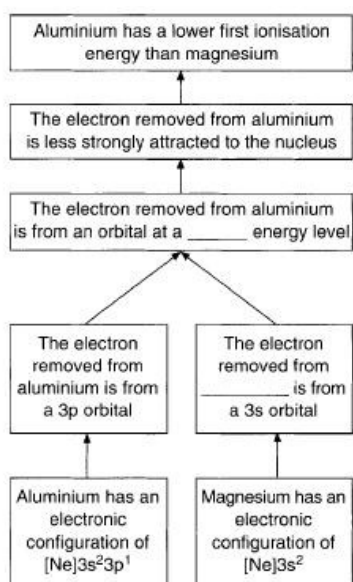 Aluminium has a lower first ionisation
energy than magnesium
The electron removed from aluminium
is less strongly attracted to the nucleus
The electron removed from aluminium
is from an orbital at a ______ energy level
The electron
removed from
aluminium is from
a 3p orbital
The electron
removed from
__________ is from
a 3s orbital
Aluminium has an
electronic
configuration of
[Ne]3s²3p¹
Magnesium has an
electronic
configuration of
[Ne]3s²